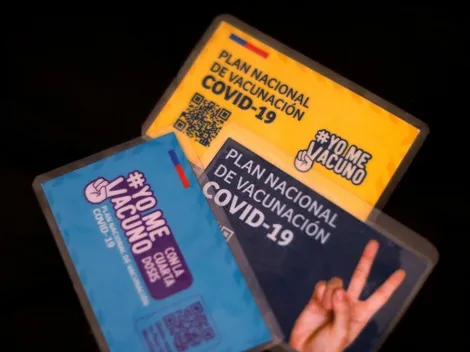 PLAN NACIONAL
DE VACUNACIÓN
COVID-19
#YO ME
VACUNO
PLAN NACIONAL
DE VACUNACIÓN
COVID-19
#YO ME
VACUNO
CON LA
CUARTA
DOSIS
PLAN NACIONAL DE VACUNACIÓN
COVID-19